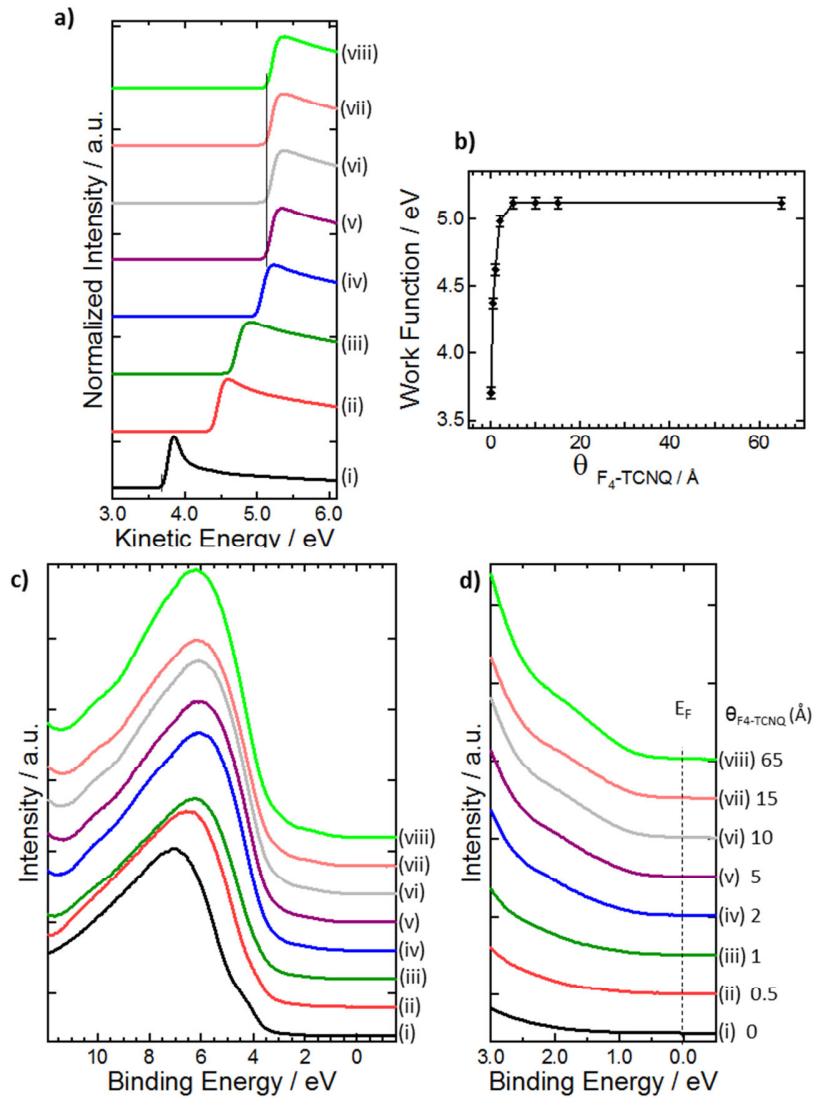 a)
(viii)
(vii)
(vi)
(v)
(iv)
(iii)
(ii)
(i)
Normalized Intensity / a.u.
3.0 4.0 5.0 6.0
Kinetic Energy / eV
b)
Work Function / eV
5.0
4.5
4.0
3.5
0 20 40 60
θ F₄-TCNQ / Å
c)
Intensity / a.u.
(viii)
(vii)
(vi)
(v)
(iv)
(iii)
(ii)
(i)
10 8 6 4 2 0
Binding Energy / eV
d)
Intensity / a.u.
E_F θ_F4-TCNQ (Å)
(viii) 65
(vii) 15
(vi) 10
(v) 5
(iv) 2
(iii) 1
(ii) 0.5
(i) 0
3.0 2.0 1.0 0.0
Binding Energy / eV